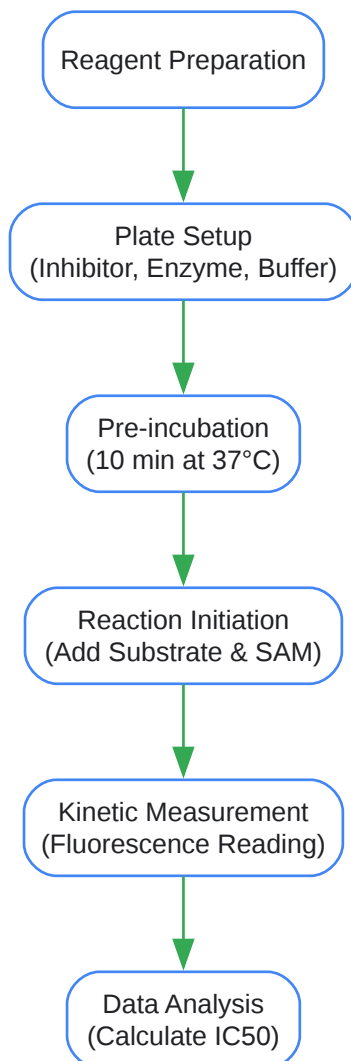 Reagent Preparation
Plate Setup
(Inhibitor, Enzyme, Buffer)
Pre-incubation
(10 min at 37°C)
Reaction Initiation
(Add Substrate & SAM)
Kinetic Measurement
(Fluorescence Reading)
Data Analysis
(Calculate IC50)